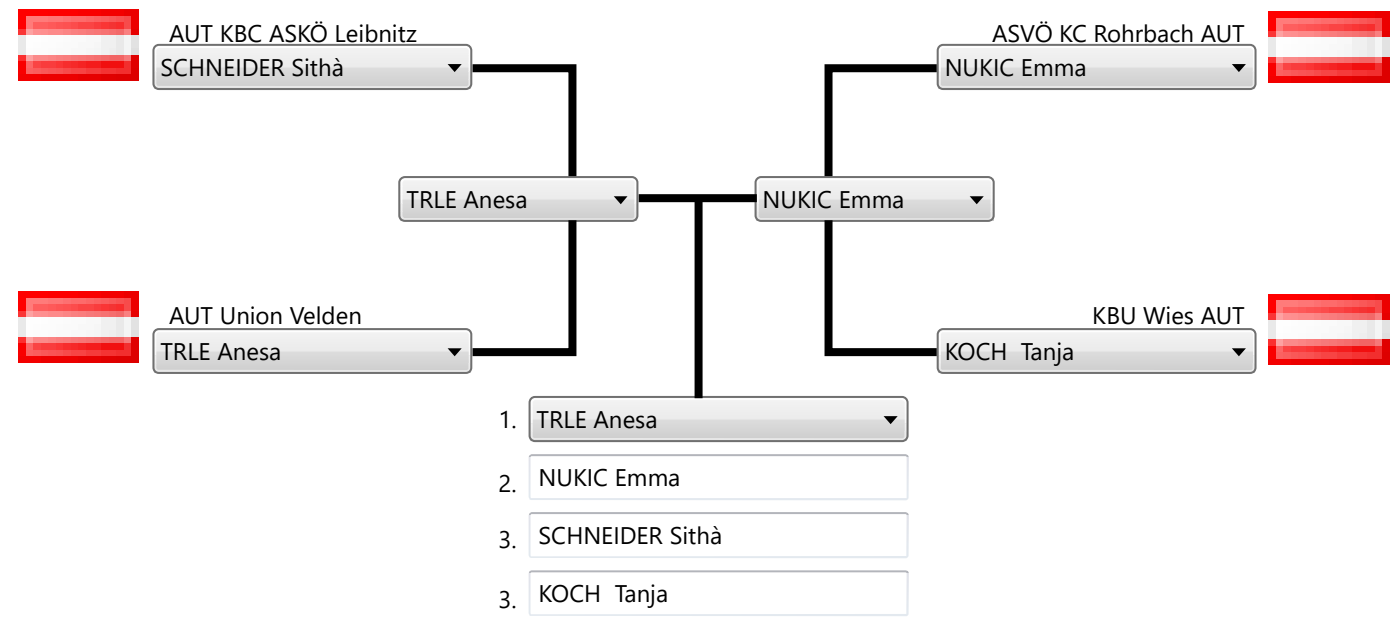 AUT KBC ASKÖ Leibnitz
SCHNEIDER Sithà
ASVÖ KC Rohrbach AUT
NUKIC Emma
TRLE Anesa
NUKIC Emma
AUT Union Velden
TRLE Anesa
KBU Wies AUT
KOCH  Tanja
1. TRLE Anesa
2. NUKIC Emma
3. SCHNEIDER Sithà
3. KOCH  Tanja